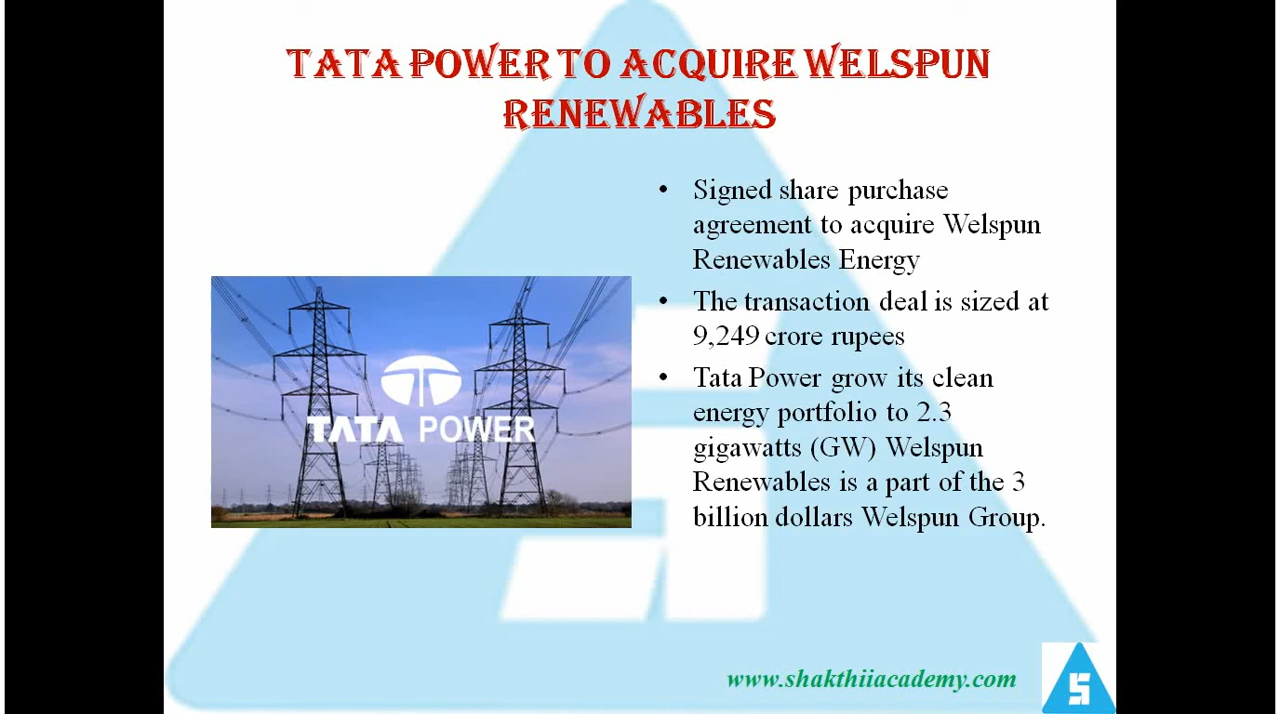 TATA POWER TO ACQUIRE WELSPUN
RENEWABLES
• Signed share purchase
agreement to acquire Welspun
Renewables Energy
• The transaction deal is sized at
9,249 crore rupees
• Tata Power grow its clean
energy portfolio to 2.3
gigawatts (GW) Welspun
Renewables is a part of the 3
billion dollars Welspun Group.
TATA POWER
www.shakthiiacademy.com
S